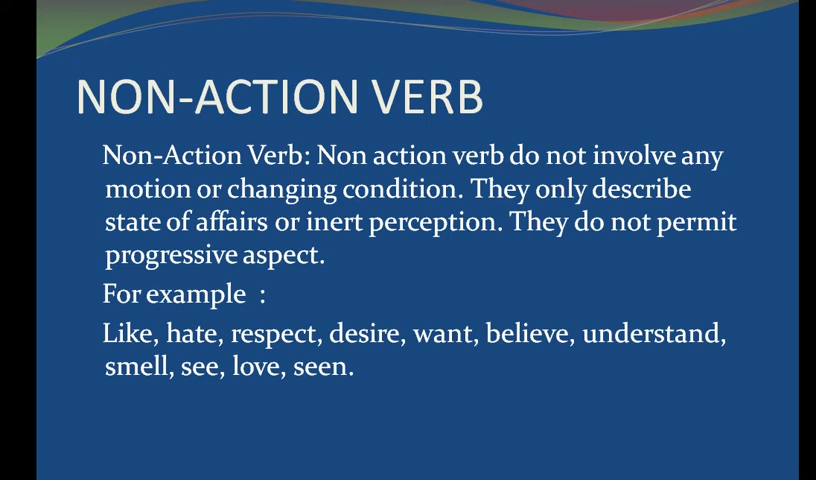 NON-ACTION VERB
Non-Action Verb: Non action verb do not involve any
motion or changing condition. They only describe
state of affairs or inert perception. They do not permit
progressive aspect.
For example  :
Like, hate, respect, desire, want, believe, understand,
smell, see, love, seen.